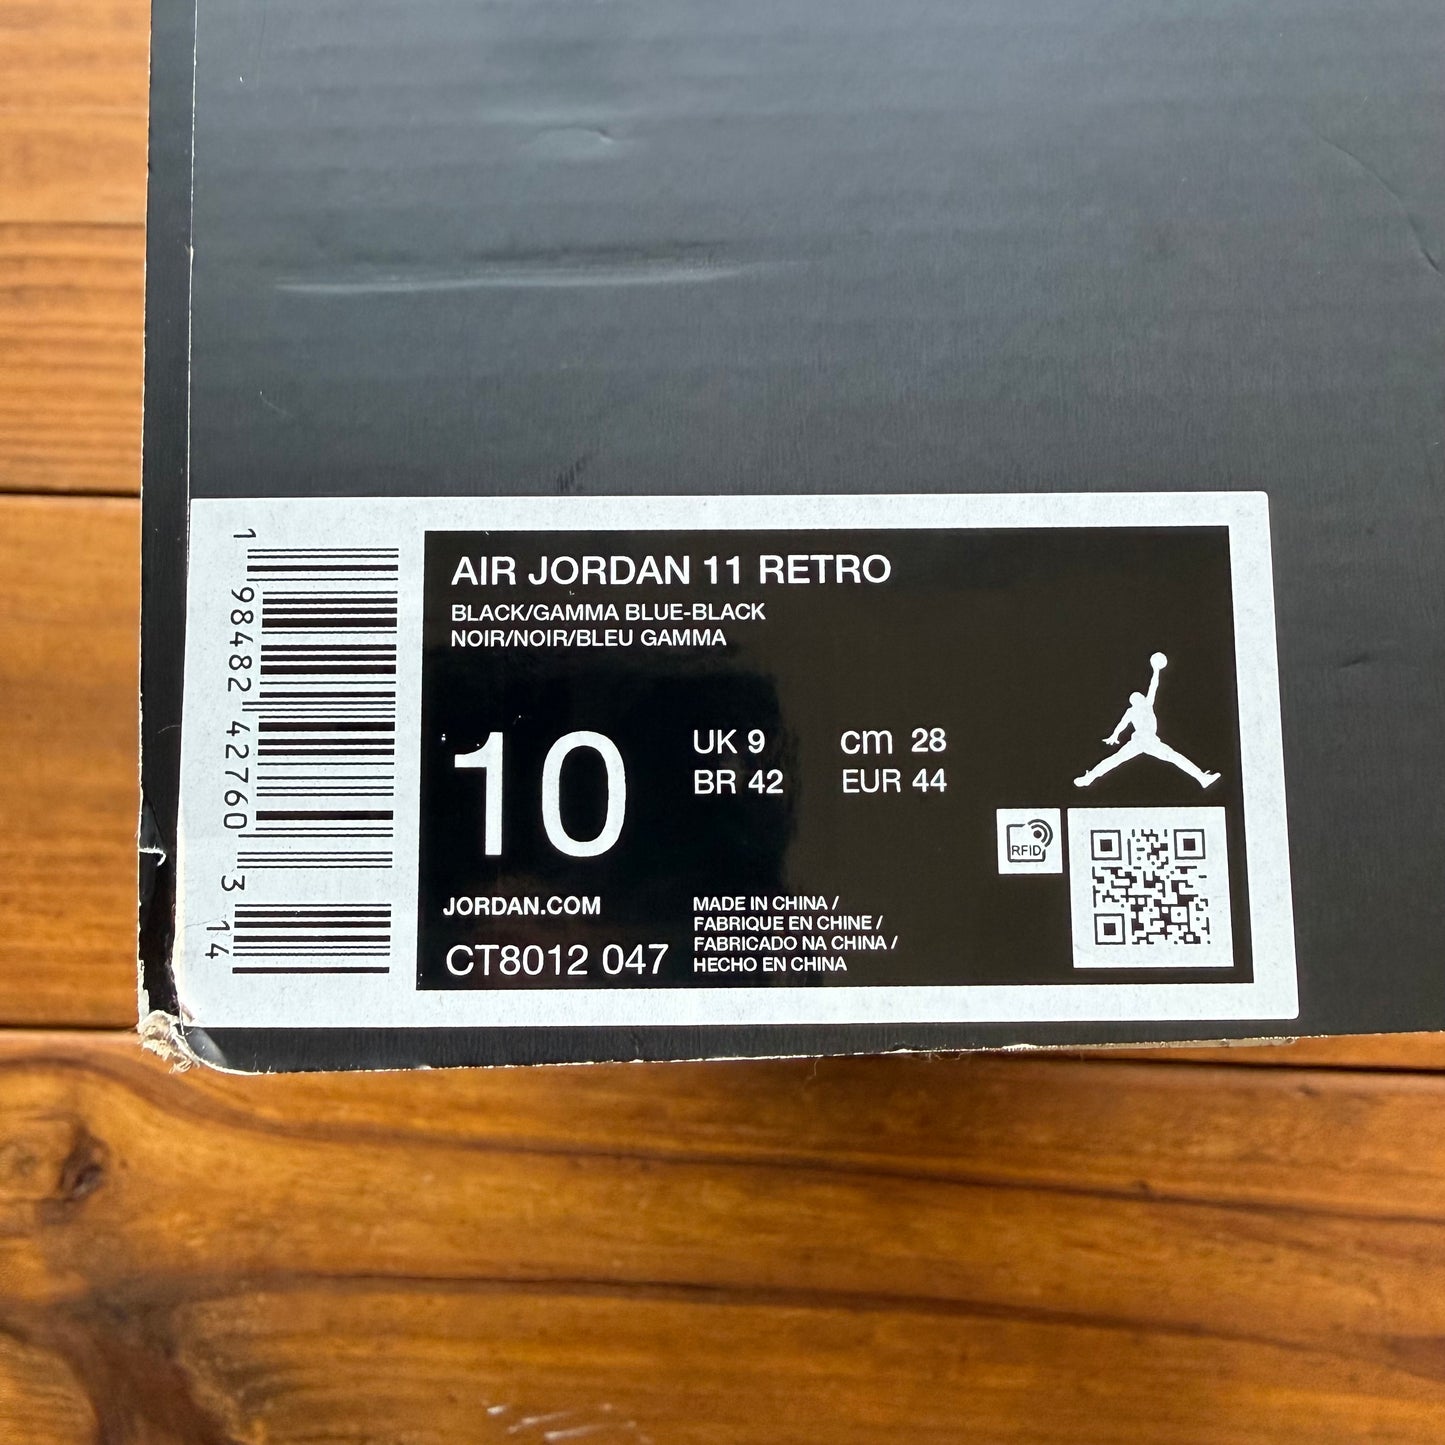 AIR JORDAN 11 RETRO
BLACK/GAMMA BLUE-BLACK
NOIR/NOIR/BLEU GAMMA
10
UK 9
cm 28
BR 42
EUR 44
RFID
JORDAN.COM
CT8012 047
MADE IN CHINA /
FABRIQUE EN CHINE /
FABRICADO NA CHINA /
HECHO EN CHINA
1 98482 42760 3 14